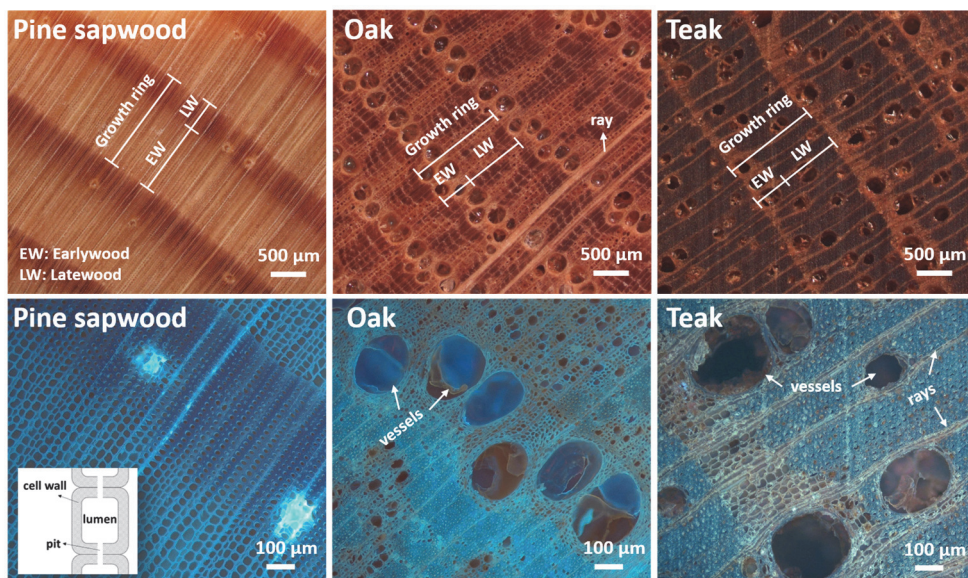 Pine sapwood
Growth ring
LW
EW
EW: Earlywood
LW: Latewood
500 µm
Oak
Growth ring
EW
LW
ray
500 µm
Teak
Growth ring
EW
LW
500 µm
Pine sapwood
cell wall
lumen
pit
100 µm
Oak
vessels
100 µm
Teak
vessels
rays
100 µm